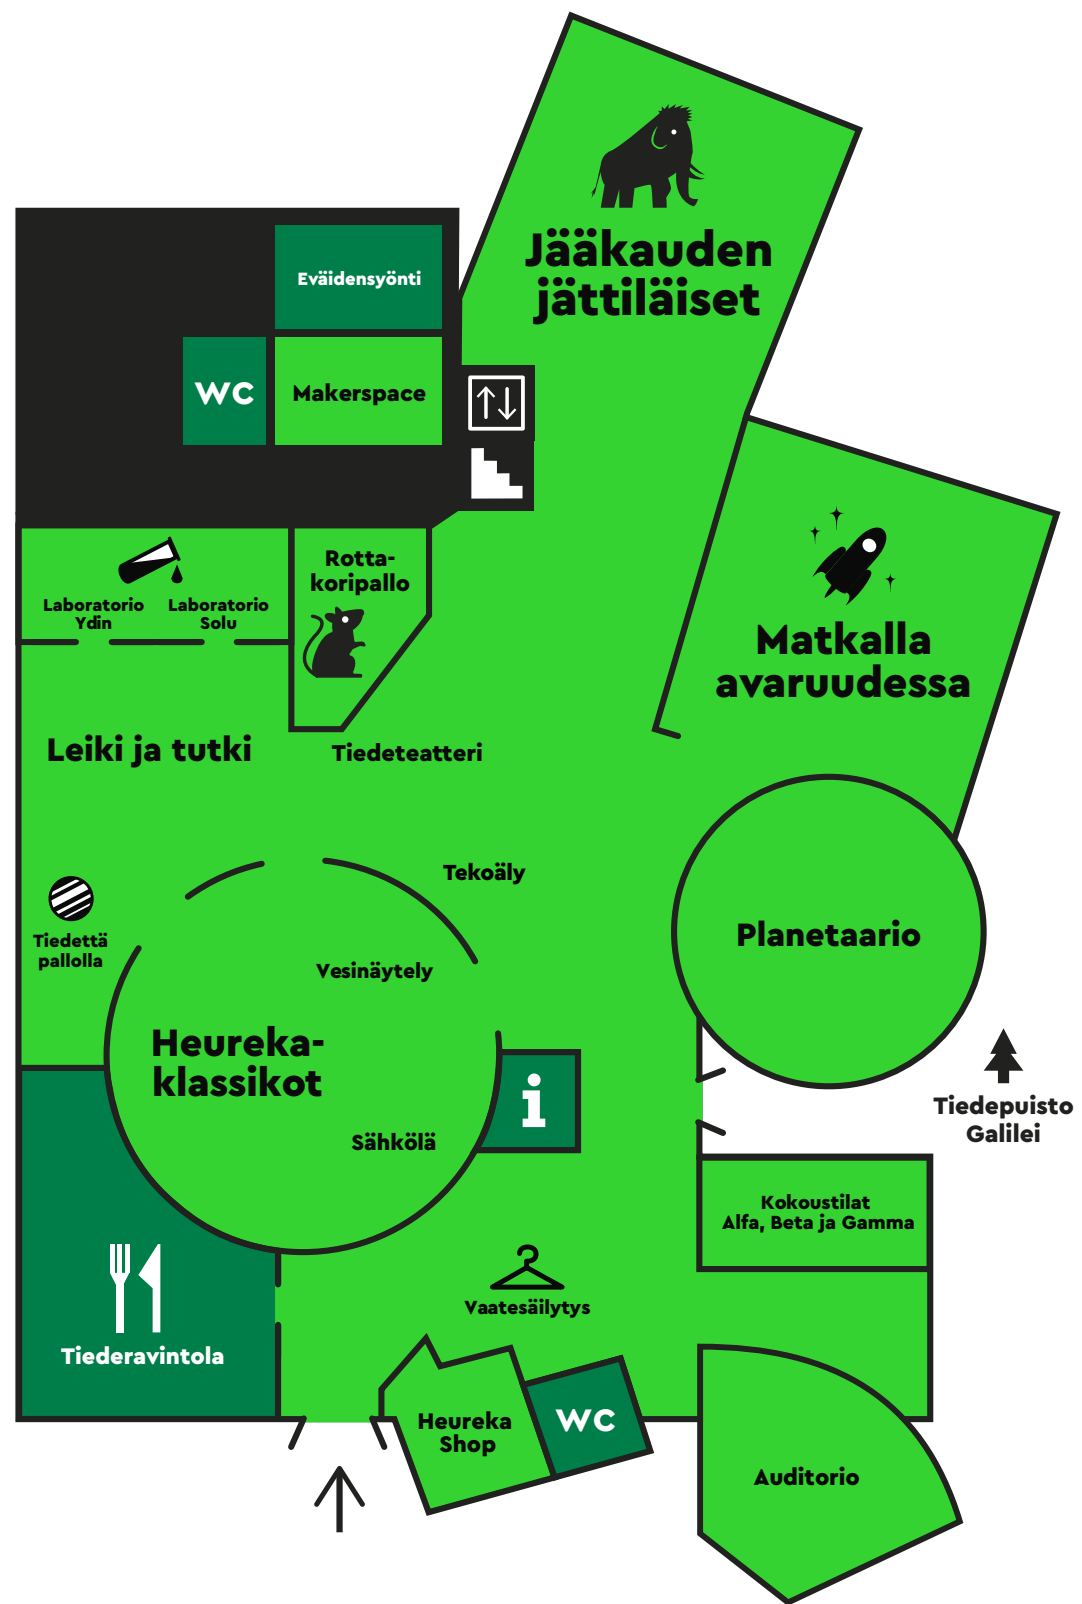 Jääkauden
jättiläiset
Eväidensyönti
WC
Makerspace
Rotta-
koripallo
Laboratorio
Ydin
Laboratorio
Solu
Matkalla
avaruudessa
Leiki ja tutki
Tiedeteatteri
Tekoäly
Tiedettä
pallolla
Planetaario
Vesinäytely
Heureka-
klassikot
i
Sähkölä
Tiedepuisto
Galilei
Kokoustilat
Alfa, Beta ja Gamma
Vaatesäilytys
Tiederavintola
Heureka
Shop
WC
Auditorio